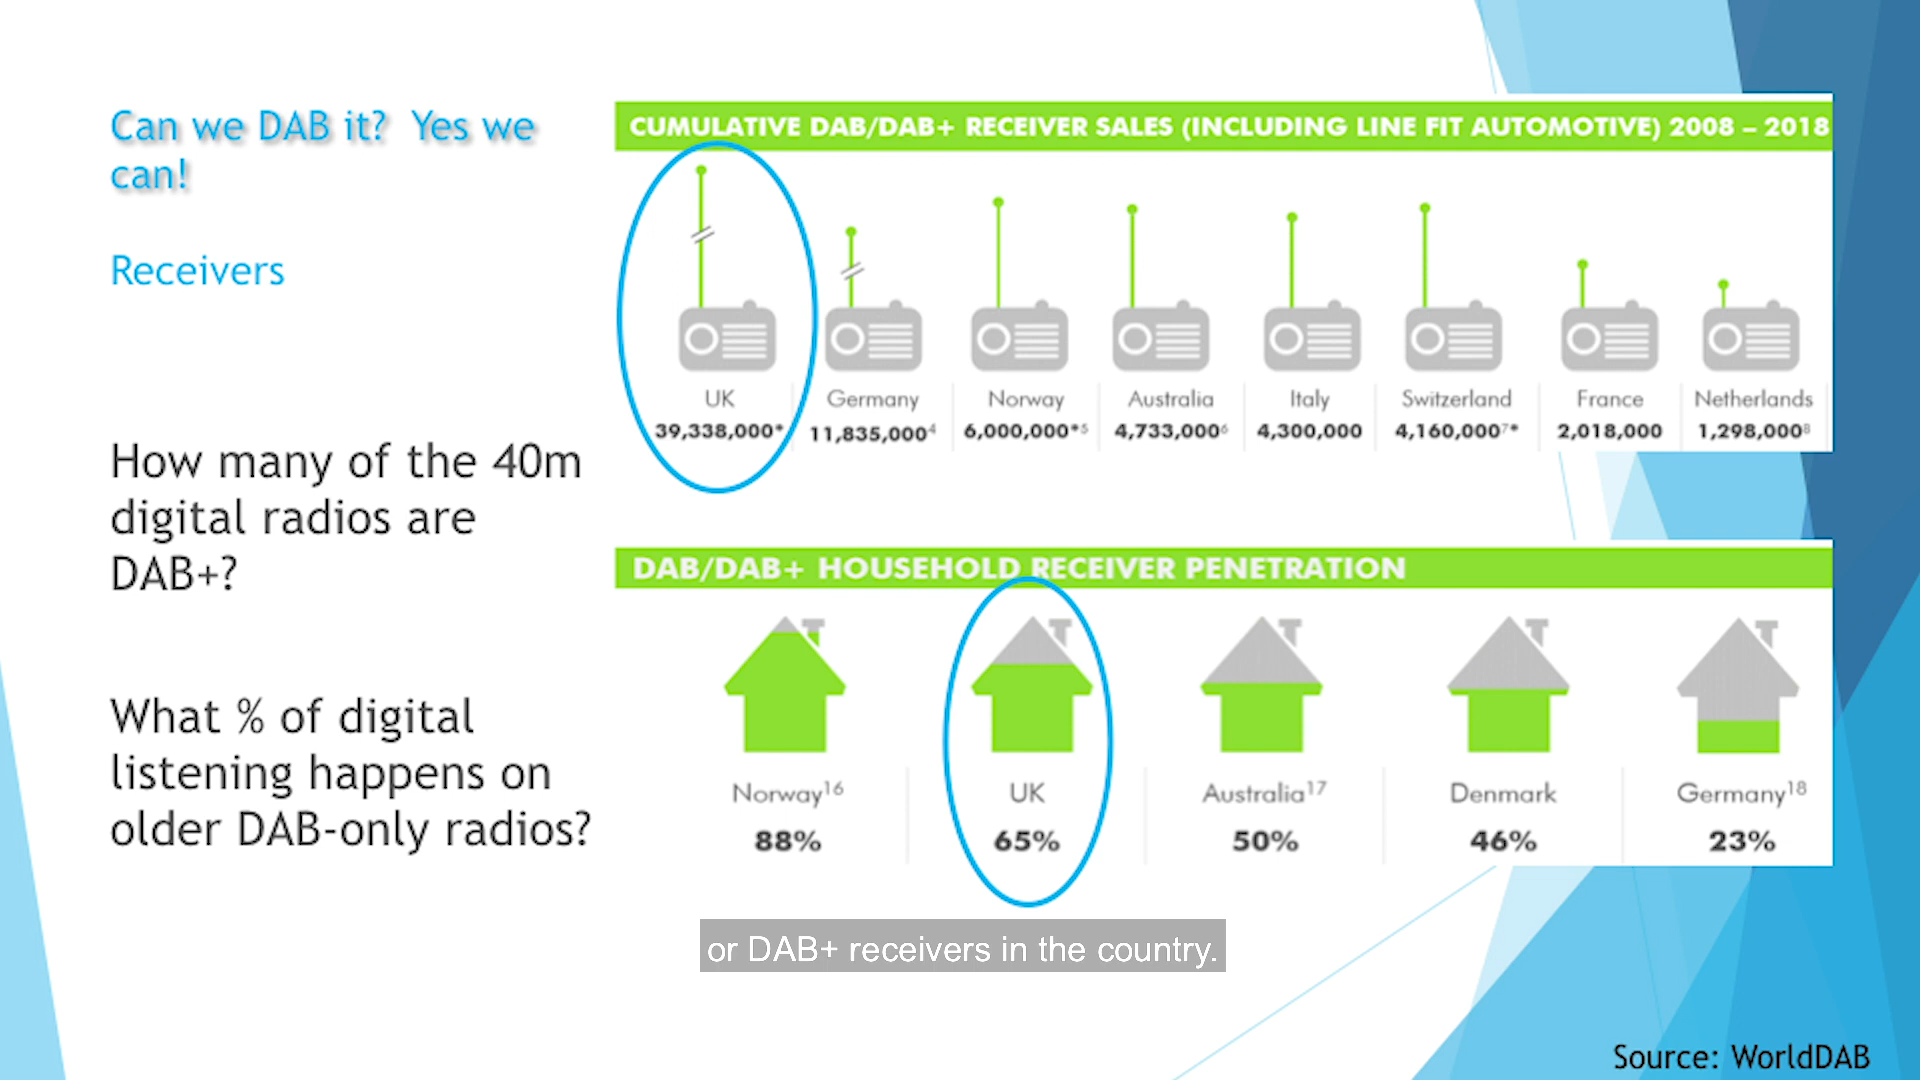 Can we DAB it?  Yes we
can!
Receivers
How many of the 40m
digital radios are
DAB+?
What % of digital
listening happens on
older DAB-only radios?
CUMULATIVE DAB/DAB+ RECEIVER SALES (INCLUDING LINE FIT AUTOMOTIVE) 2008 – 2018
UK Germany Norway Australia Italy Switzerland France Netherlands
39,338,000* 11,835,000⁴ 6,000,000*⁵ 4,733,000⁶ 4,300,000 4,160,000⁷* 2,018,000 1,298,000⁸
DAB/DAB+ HOUSEHOLD RECEIVER PENETRATION
Norway¹⁶ UK Australia¹⁷ Denmark Germany¹⁸
88% 65% 50% 46% 23%
or DAB+ receivers in the country.
Source: WorldDAB